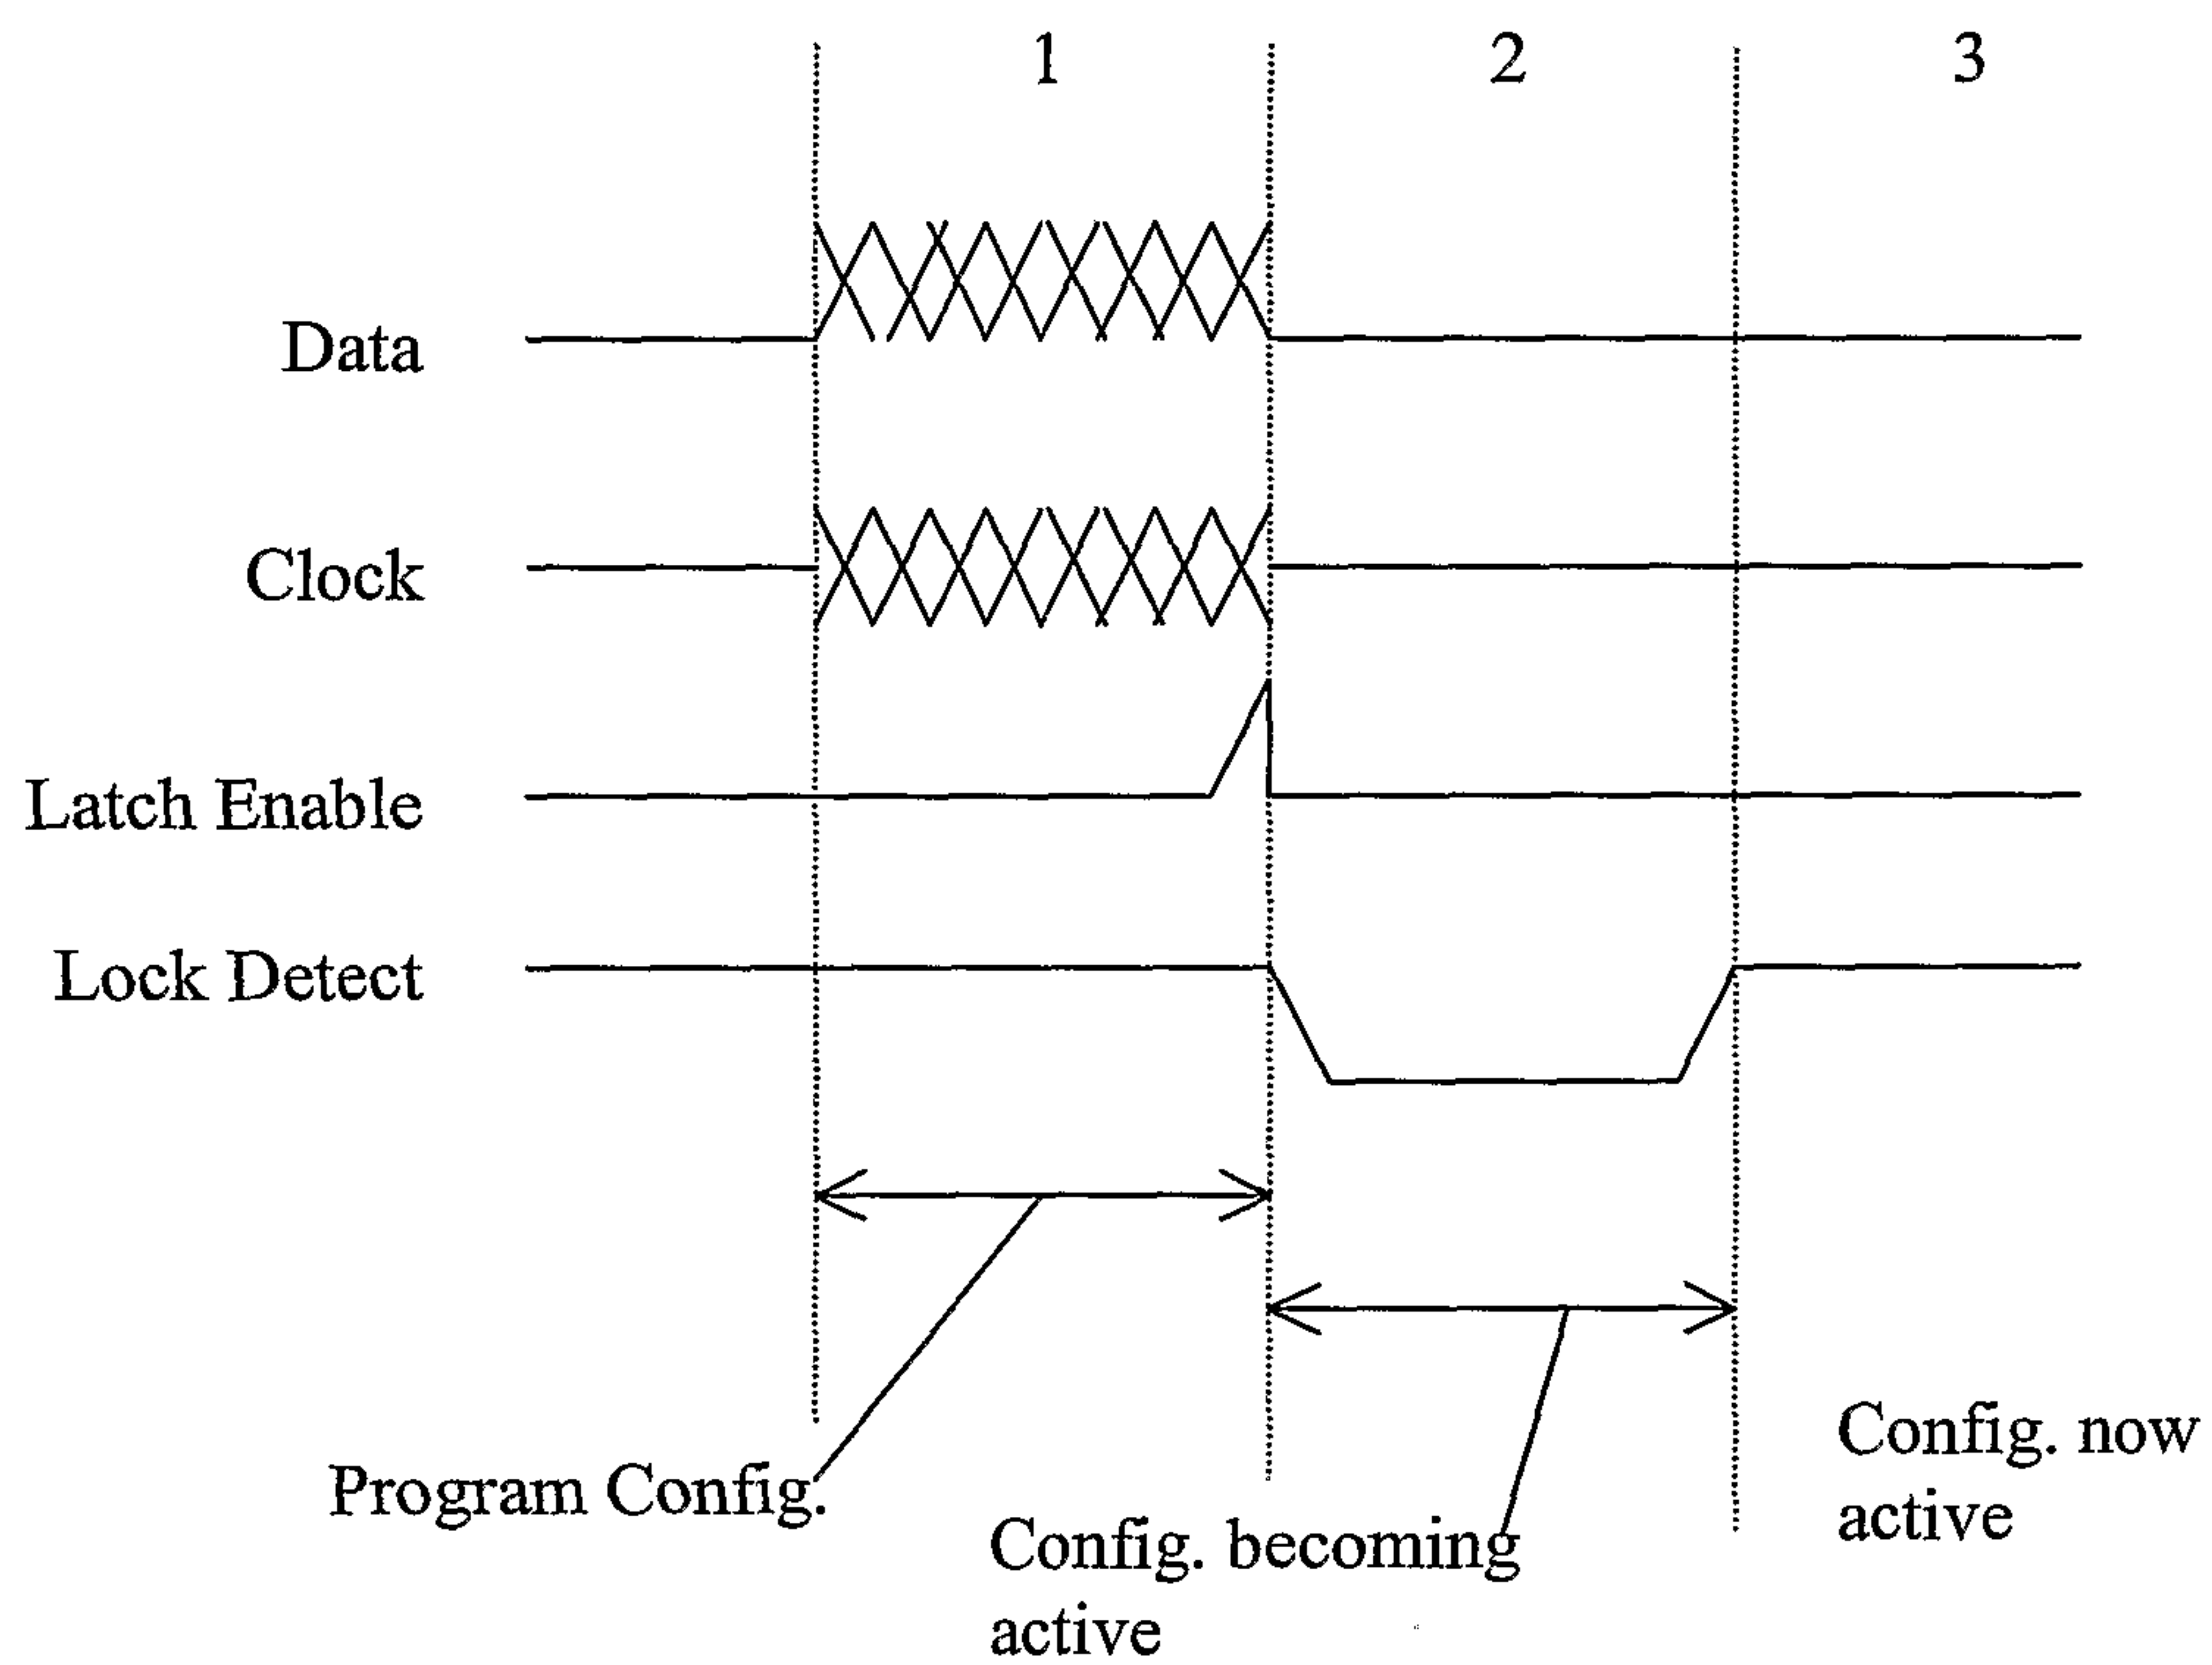 1 2 3
Data
Clock
Latch Enable
Lock Detect
Program Config.
Config. becoming
active
Config. now
active